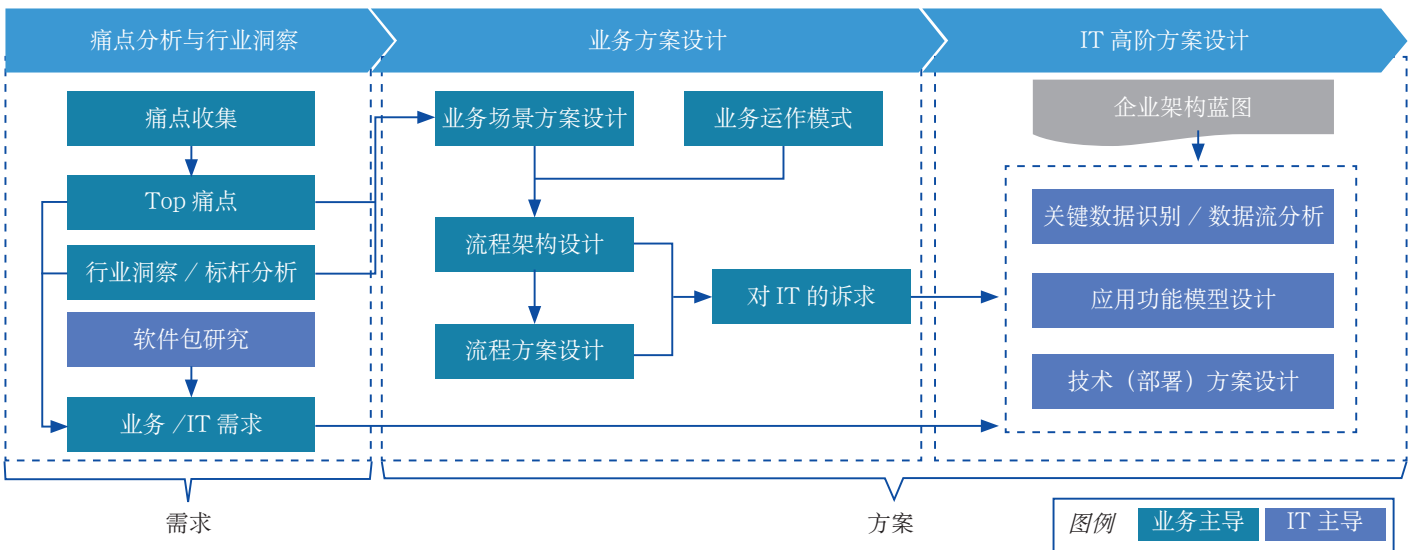 痛点分析与行业洞察
业务方案设计
IT 高阶方案设计
痛点收集
Top 痛点
行业洞察 / 标杆分析
软件包研究
业务 /IT 需求
业务场景方案设计
业务运作模式
流程架构设计
流程方案设计
对 IT 的诉求
企业架构蓝图
关键数据识别 / 数据流分析
应用功能模型设计
技术（部署）方案设计
需求
方案
图例
业务主导
IT 主导